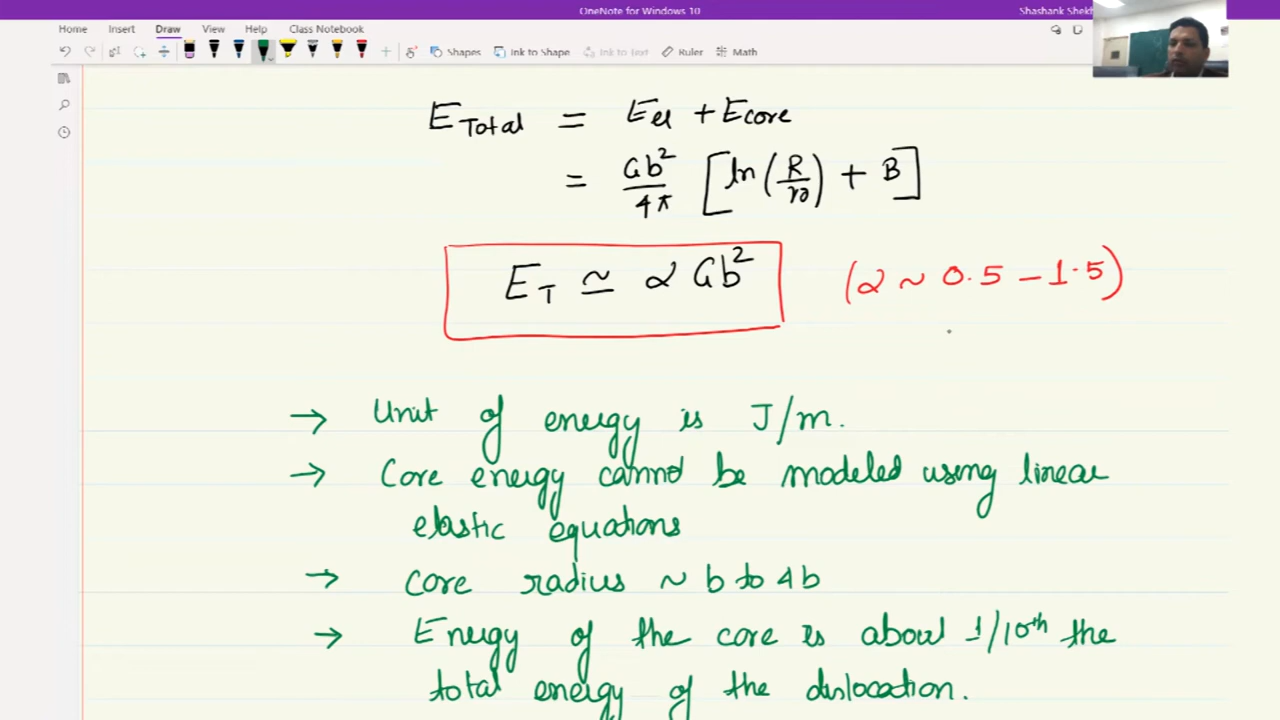 OneNote for Windows 10
Shashank Shekh
Home Insert Draw View Help Class Notebook
Shapes Ink to Shape Ink to Text Ruler Math
E_Total = E_el + E_core
= Gb²/4π [ln(R/r0) + B]
E_T ≃ αGb² (α ~ 0.5 – 1.5)
→ Unit of energy is J/m.
→ Core energy cannot be modeled using linear
elastic equations
→ Core radius ~ b to 4b
→ Energy of the core is about 1/10th the
total energy of the dislocation.